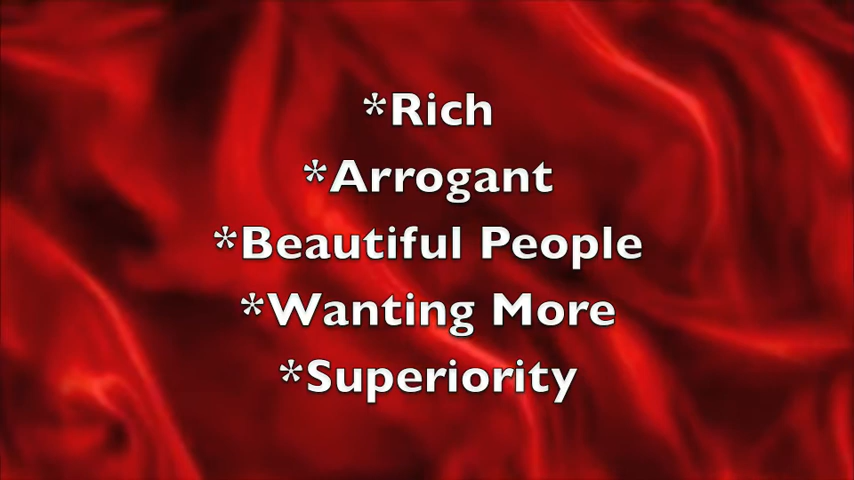 *Rich
*Arrogant
*Beautiful People
*Wanting More
*Superiority